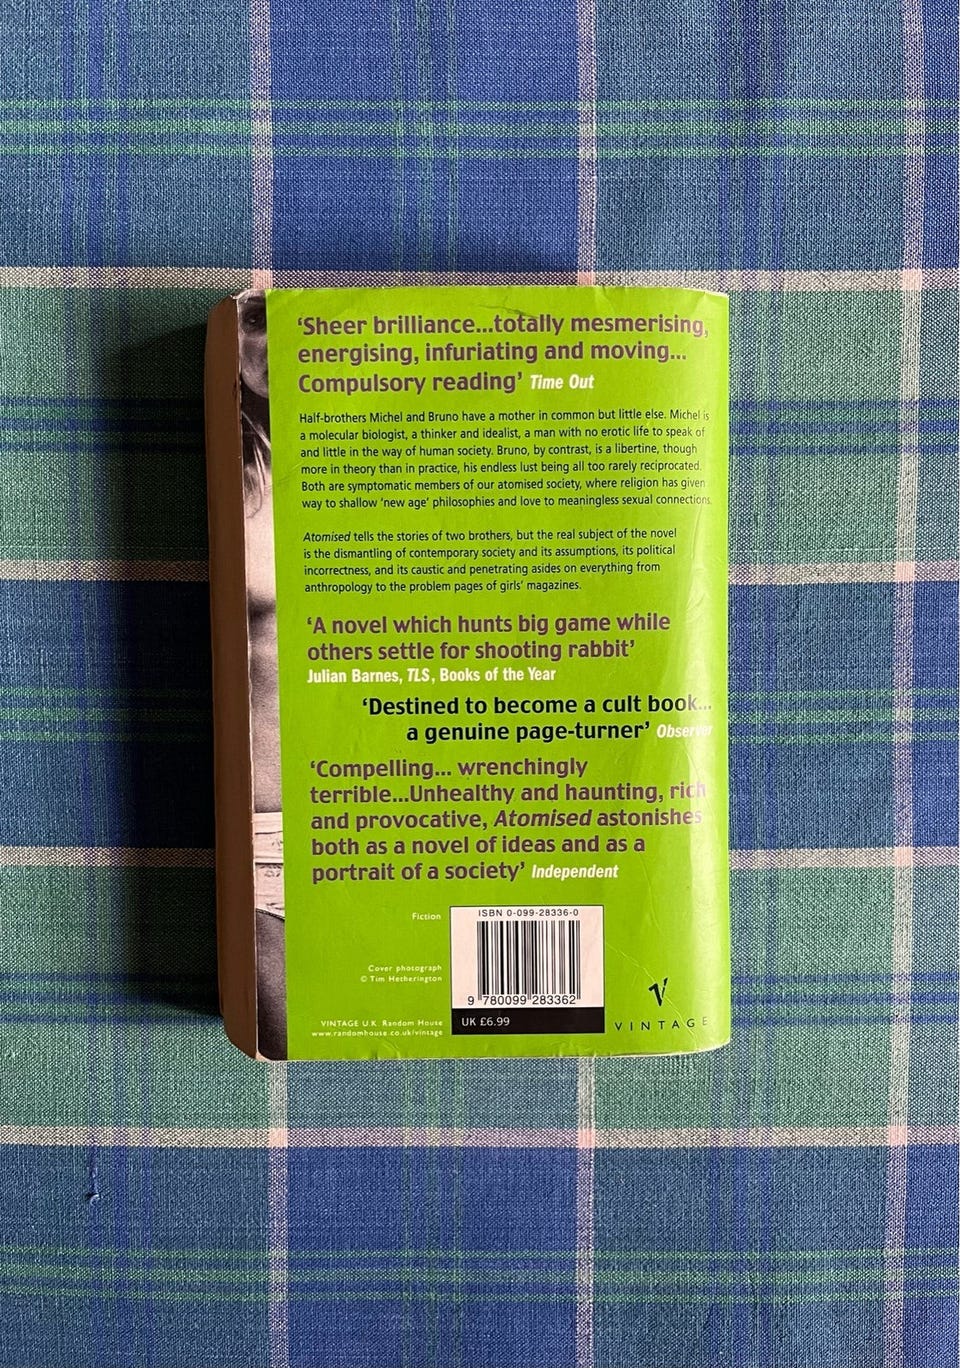 ‘Sheer brilliance...totally mesmerising,
energising, infuriating and moving...
Compulsory reading’ Time Out
Half-brothers Michel and Bruno have a mother in common but little else. Michel is
a molecular biologist, a thinker and idealist, a man with no erotic life to speak of
and little in the way of human society. Bruno, by contrast, is a libertine, though
more in theory than in practice, his endless lust being all too rarely reciprocated.
Both are symptomatic members of our atomised society, where religion has given
way to shallow ‘new age’ philosophies and love to meaningless sexual connections.
Atomised tells the stories of two brothers, but the real subject of the novel
is the dismantling of contemporary society and its assumptions, its political
incorrectness, and its caustic and penetrating asides on everything from
anthropology to the problem pages of girls’ magazines.
‘A novel which hunts big game while
others settle for shooting rabbit’
Julian Barnes, TLS, Books of the Year
‘Destined to become a cult book...
a genuine page-turner’ Observer
‘Compelling... wrenchingly
terrible...Unhealthy and haunting, rich
and provocative, Atomised astonishes
both as a novel of ideas and as a
portrait of a society’ Independent
Fiction
ISBN 0-099-28336-0
Cover photograph
© Tim Hetherington
9 780099 283362
VINTAGE U.K. Random House
www.randomhouse.co.uk/vintage
UK £6.99
V
VINTAGE